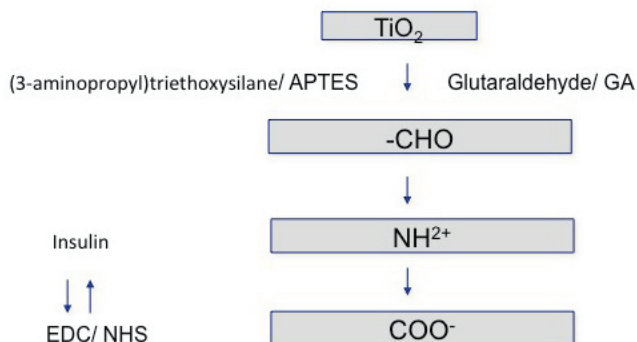 TiO₂
(3-aminopropyl)triethoxysilane/ APTES
Glutaraldehyde/ GA
-CHO
NH²⁺
Insulin
EDC/ NHS
COO⁻